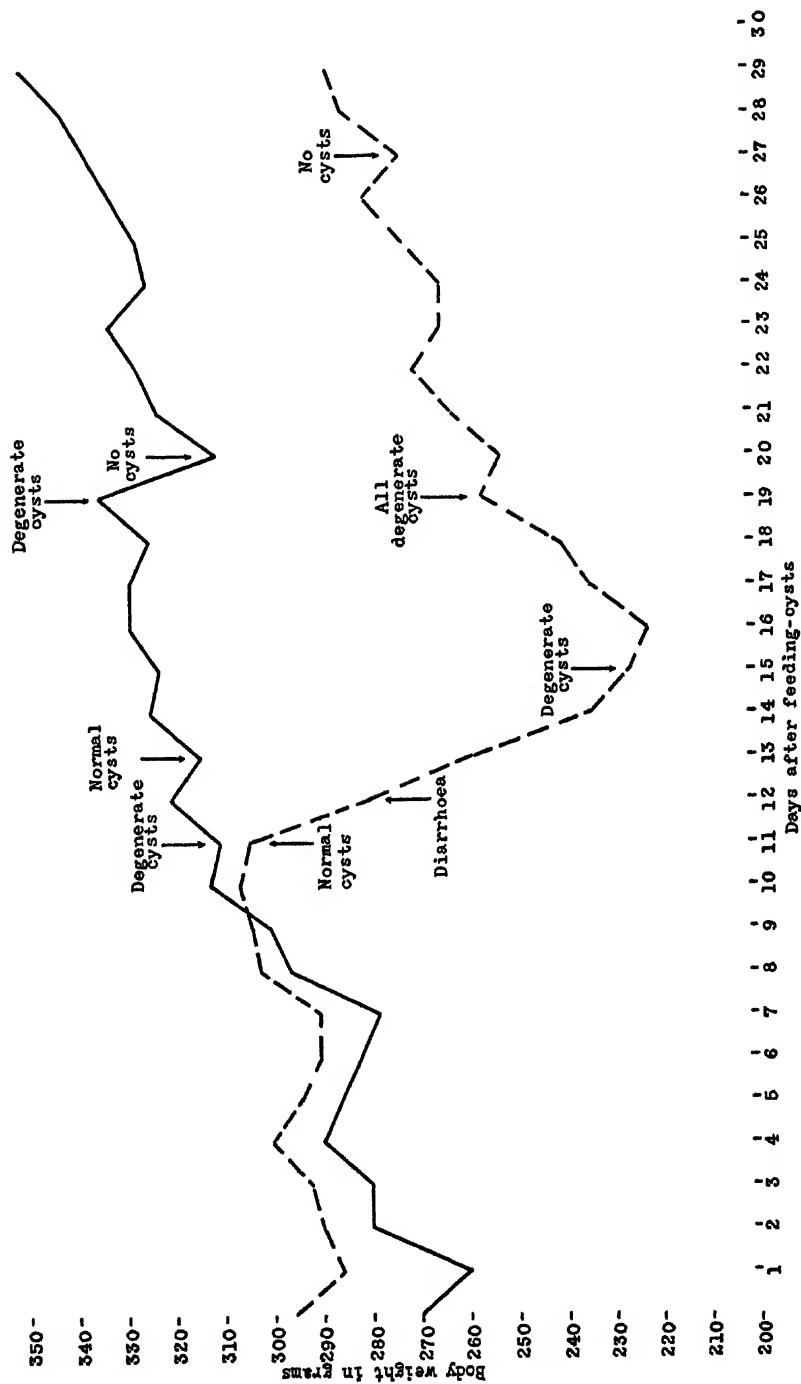 350-
340-
330-
320-
310-
300-
290-
280-
270-
260-
250-
240-
230-
220-
210-
200-
Body weight in grams
Degenerate
cysts
No
cysts
Normal
cysts
Degenerate
cysts
No
cysts
All
degenerate
cysts
Degenerate
cysts
Normal
cysts
Diarrhoea
1 2 3 4 5 6 7 8 9 10 11 12 13 14 15 16 17 18 19 20 21 22 23 24 25 26 27 28 29 30
Days after feeding-cysts